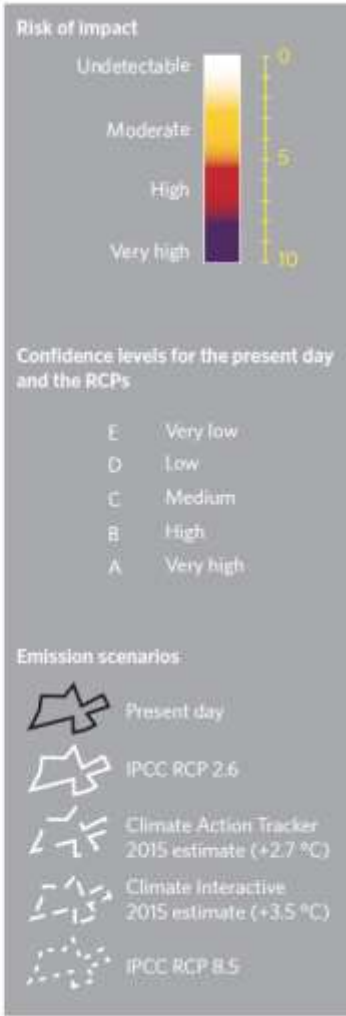 Risk of impact
Undetectable
0
Moderate
5
High
Very high
10
Confidence levels for the present day
and the RCPs
E Very low
D Low
C Medium
B High
A Very high
Emission scenarios
Present day
IPCC RCP 2.6
Climate Action Tracker
2015 estimate (+2.7 °C)
Climate Interactive
2015 estimate (+3.5 °C)
IPCC RCP 8.5